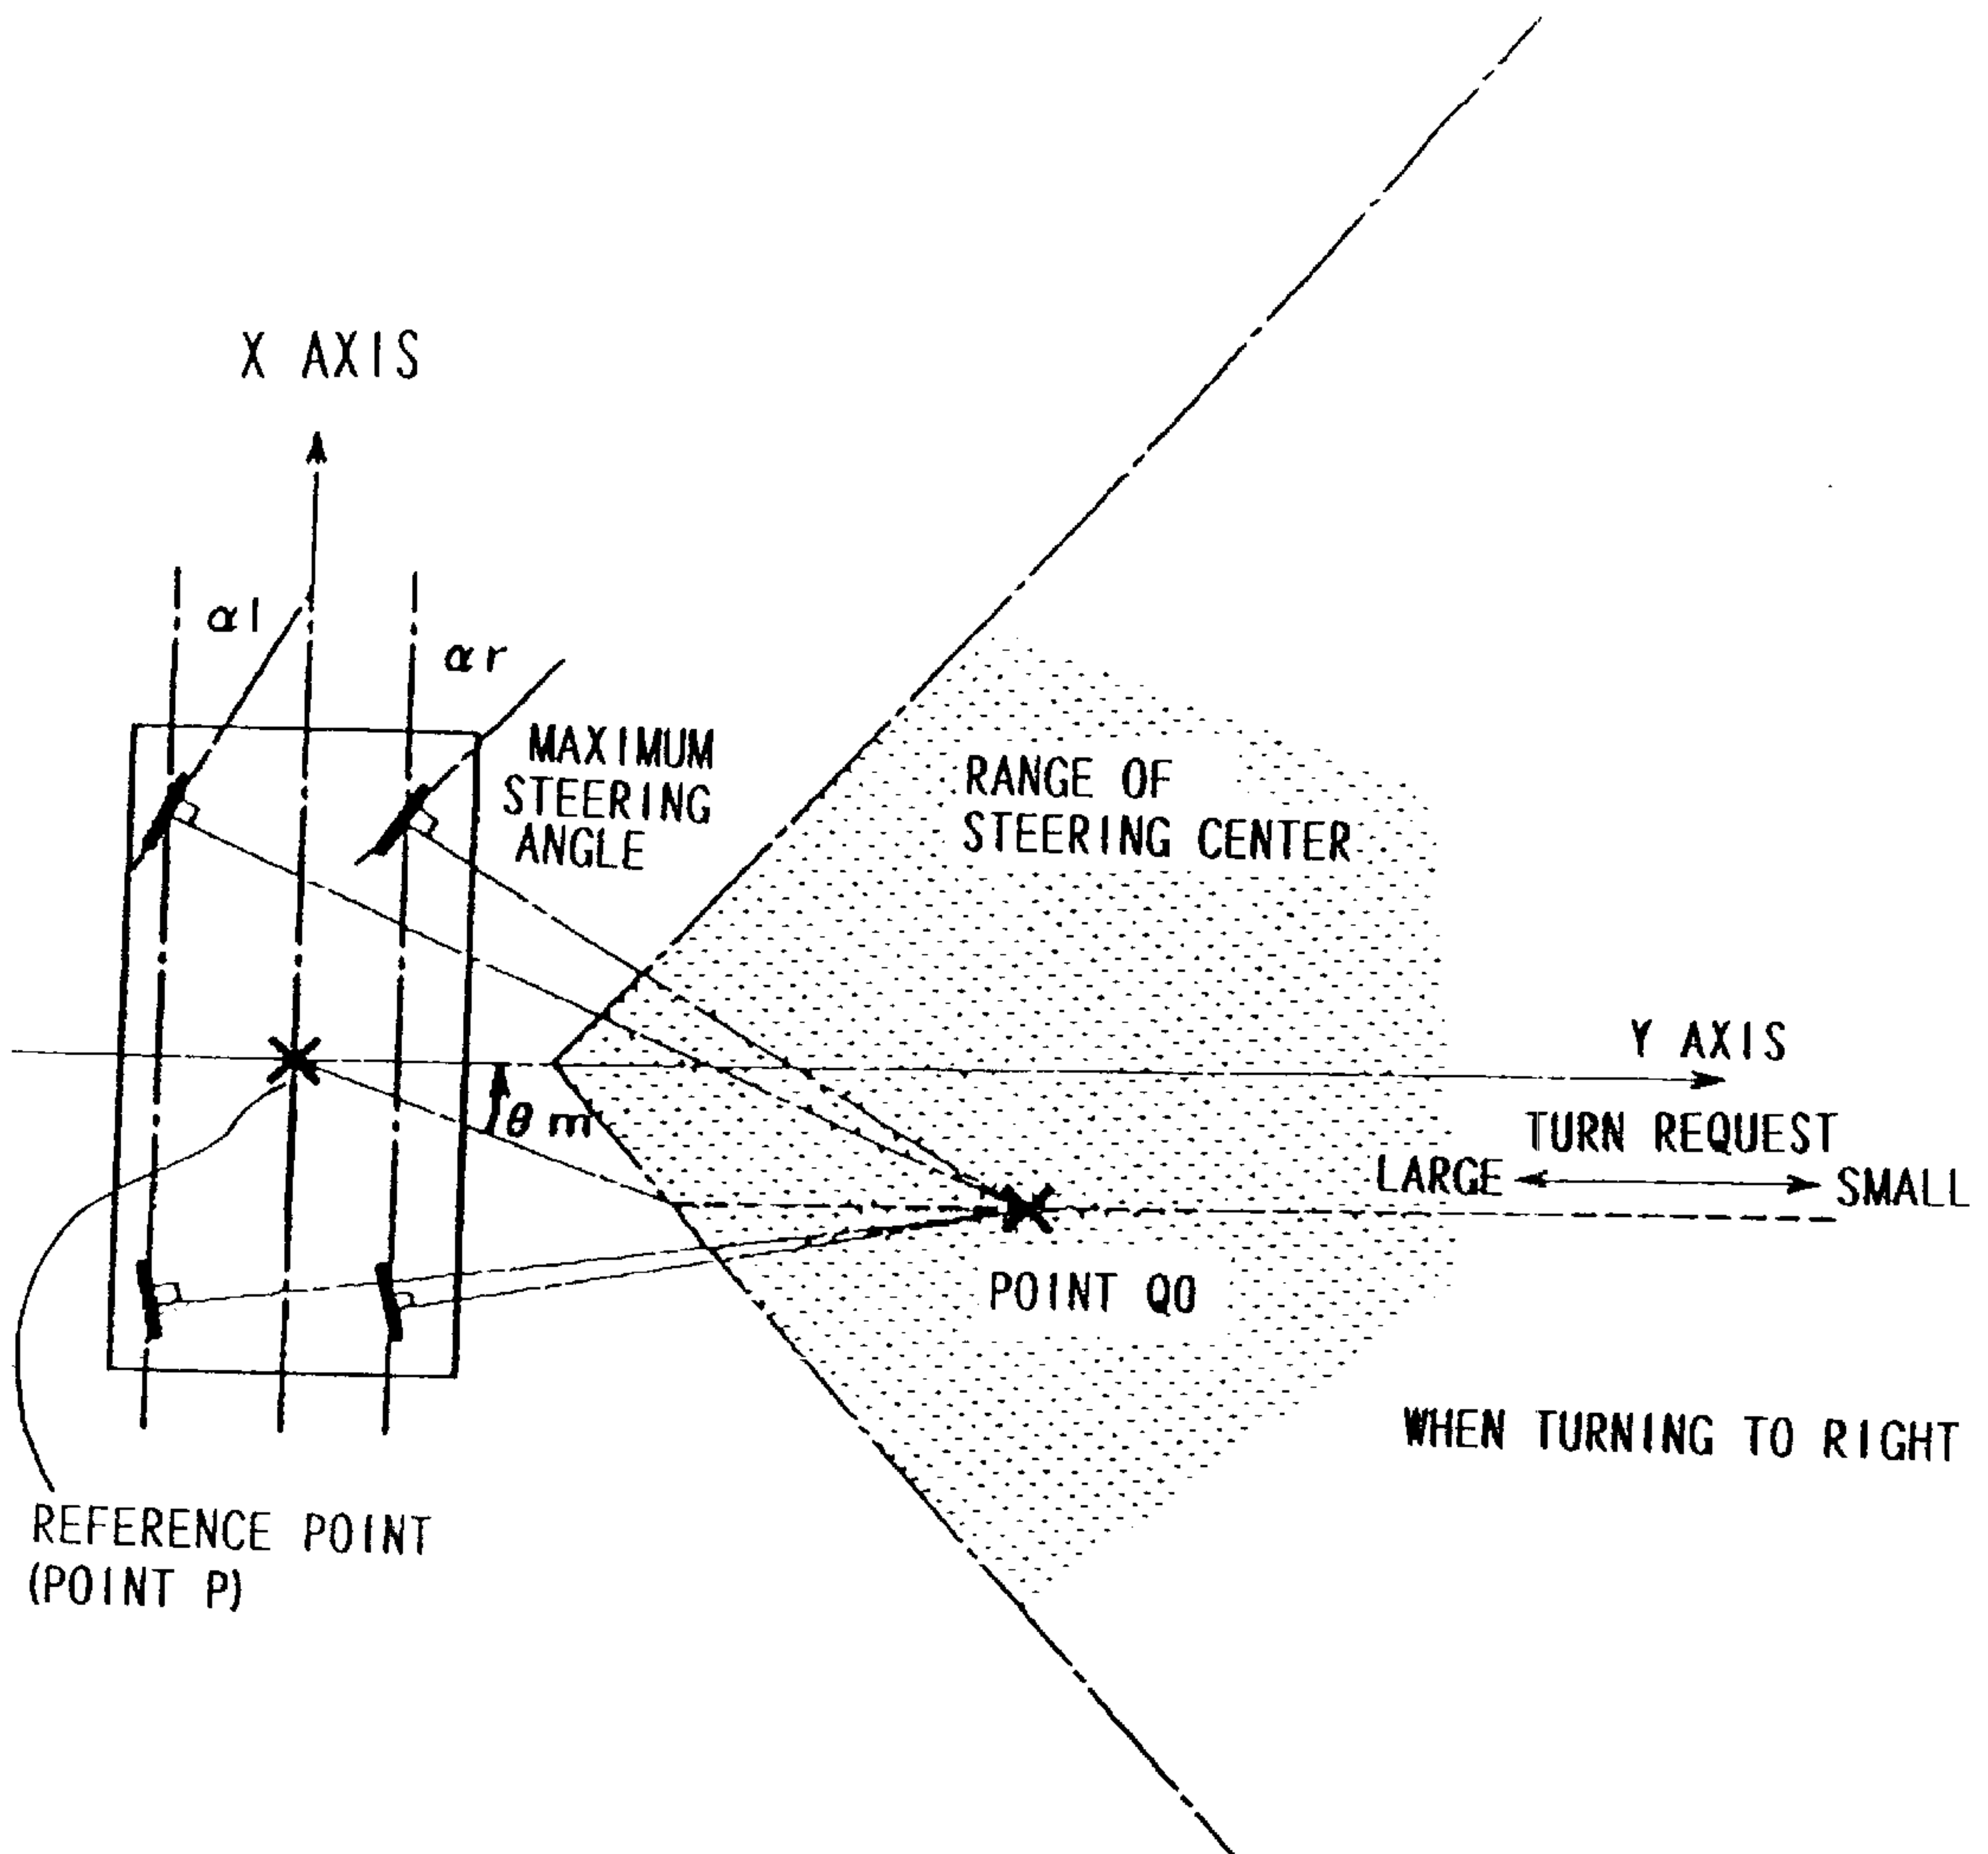 X AXIS
αl
αr
MAXIMUM
STEERING
ANGLE
RANGE OF
STEERING CENTER
Y AXIS
θm
TURN REQUEST
LARGE
SMALL
POINT Q0
WHEN TURNING TO RIGHT
REFERENCE POINT
(POINT P)